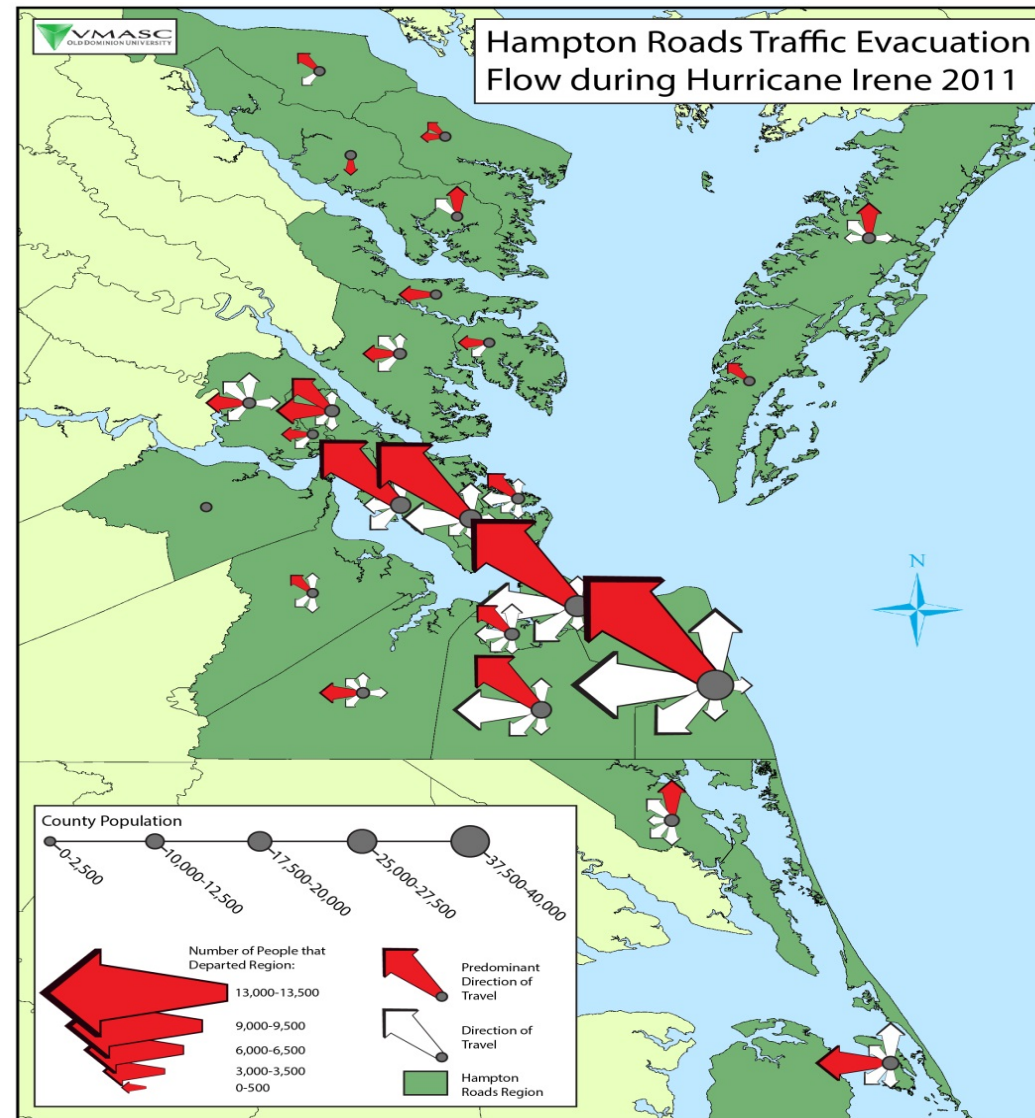 VMASC
OLD DOMINION UNIVERSITY
Hampton Roads Traffic Evacuation
Flow during Hurricane Irene 2011
N
County Population
0-2,500
10,000-12,500
17,500-20,000
25,000-27,500
37,500-40,000
Number of People that
Departed Region:
13,000-13,500
9,000-9,500
6,000-6,500
3,000-3,500
0-500
Predominant
Direction of
Travel
Direction of
Travel
Hampton
Roads Region